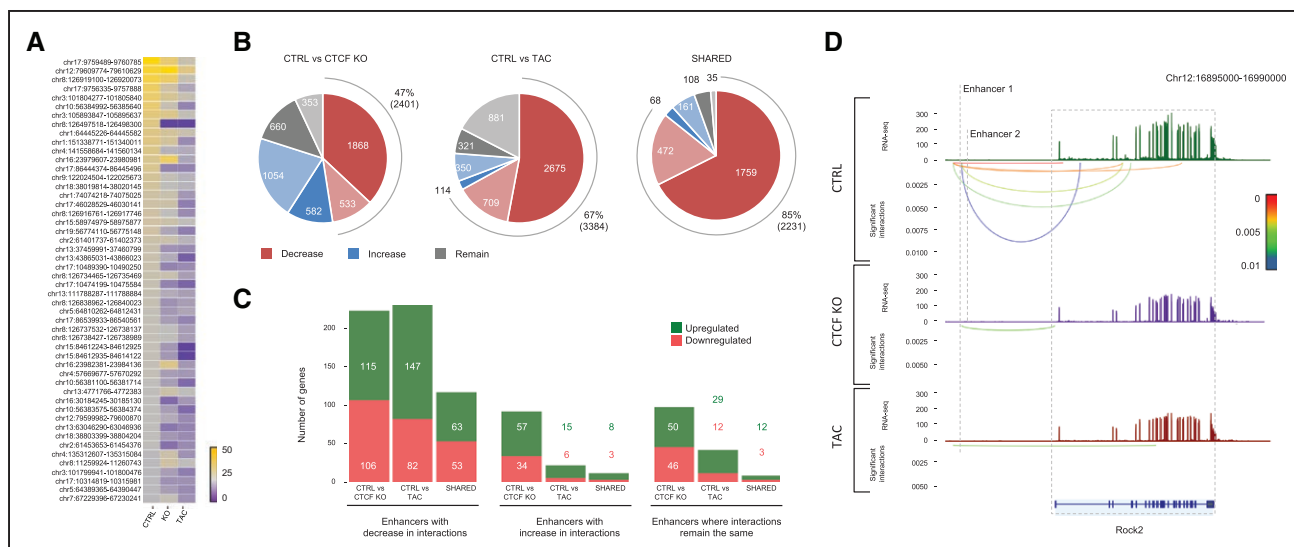 A
chr17:9759489-9760785
chr12:79609774-79610629
chr8:126919100-126920073
chr17:9756335-9757888
chr3:101804277-101805840
chr10:56384992-56385640
chr3:105893847-105895637
chr8:126497518-126498300
chr1:64445226-64445582
chr1:151338771-151340011
chr4:141558684-141560134
chr16:23979607-23980981
chr17:86444374-86445496
chr9:122024504-122025673
chr18:38019814-38020145
chr1:74074218-74075025
chr17:46028529-46030141
chr8:126916761-126917746
chr15:58974970-58975877
chr19:56774110-56775148
chr2:61401737-61402373
chr13:37459991-37460799
chr13:43865031-43866023
chr17:10489390-10490250
chr8:126734465-126735469
chr17:10474199-10475584
chr13:111788287-111788884
chr8:126838962-126840023
chr5:64810262-64812431
chr17:86539933-86540561
chr8:126737532-126738137
chr8:126738427-126738989
chr15:84612243-84612925
chr15:84612935-84614122
chr16:23982381-23984136
chr4:57669677-57670292
chr10:56381100-56381714
chr13:4771766-4772383
chr16:30184245-30185130
chr10:56383575-56384374
chr12:79599982-79600870
chr13:63046290-63046936
chr18:38803399-38804204
chr2:61453653-61454376
chr4:135312607-135315084
chr8:11259924-11260743
chr3:101799941-101800476
chr17:10314819-10315981
chr5:64389365-64390447
chr7:67229396-67230241
CTRL
KO
TAC
50
25
0
B
CTRL vs CTCF KO
353
660
1054
582
533
1868
47%
(2401)
CTRL vs TAC
881
321
350
114
709
2675
67%
(3384)
SHARED
35
108
68
161
472
1759
85%
(2231)
Decrease
Increase
Remain
C
Number of genes
200
150
100
50
0
115
106
147
82
63
53
57
34
15
6
8
3
50
46
29
12
12
3
Upregulated
Downregulated
CTRL vs
CTCF KO
CTRL vs
TAC
SHARED
CTRL vs
CTCF KO
CTRL vs
TAC
SHARED
CTRL vs
CTCF KO
CTRL vs
TAC
SHARED
Enhancers with
decrease in interactions
Enhancers with
increase in interactions
Enhancers where interactions
remain the same
D
Chr12:16895000-16990000
Enhancer 1
Enhancer 2
CTRL
RNA-seq
300
200
100
0
Significant
interactions
0.0025
0.0050
0.0075
0.0100
0
0.005
0.01
CTCF KO
RNA-seq
300
200
100
0
Significant
interactions
0.0025
0.0050
TAC
RNA-seq
300
200
100
0
Significant
interactions
0025
0050
Rock2